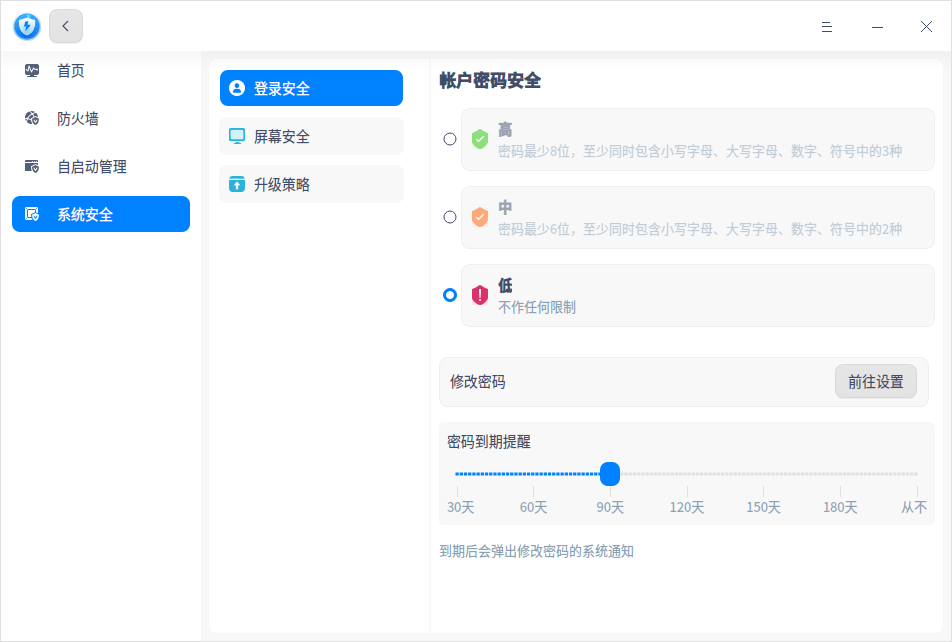 首页
防火墙
自启动管理
系统安全
登录安全
屏幕安全
升级策略
帐户密码安全
高
密码最少8位，至少同时包含小写字母、大写字母、数字、符号中的3种
中
密码最少6位，至少同时包含小写字母、大写字母、数字、符号中的2种
低
不作任何限制
修改密码 前往设置
密码到期提醒
30天 60天 90天 120天 150天 180天 从不
到期后会弹出修改密码的系统通知